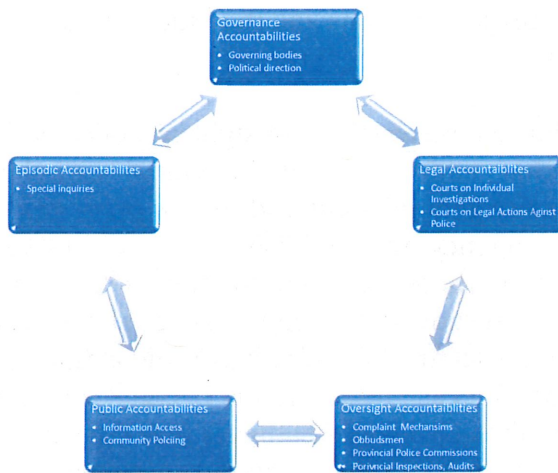 Governance
Accountabilities
• Governing bodies
• Political direction
Episodic Accountabilites
• Special inquiries
Legal Accountaiblites
• Courts on Individual
Investigations
• Courts on Legal Actions Aginst
Police
Public Accountabilities
• Information Access
• Community Polciing
Oversight Accountaiblities
• Complaint Mechansims
• Obbudsmen
• Provincial Police Commissions
• Porivncial Inspections, Audits